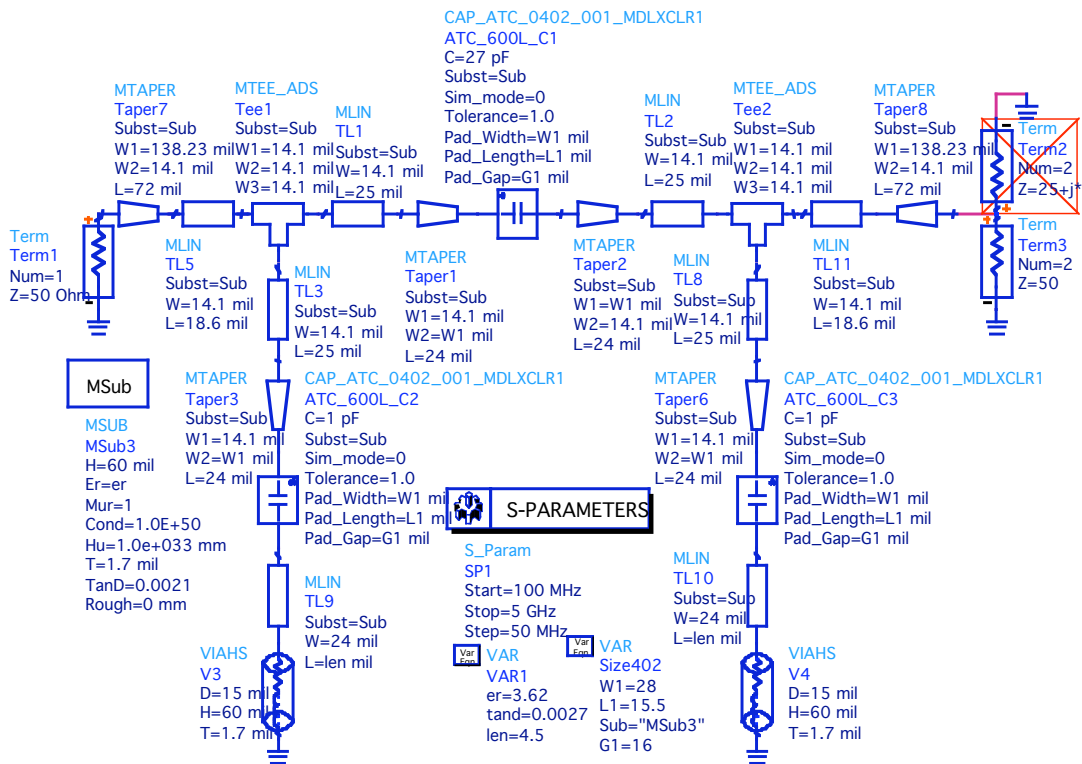 CAP_ATC_0402_001_MDLXCLR1
ATC_600L_C1
C=27 pF
Subst=Sub
Sim_mode=0
Tolerance=1.0
Pad_Width=W1 mil
Pad_Length=L1 mil
Pad_Gap=G1 mil
MTAPER
Taper7
Subst=Sub
W1=138.23 mil
W2=14.1 mil
L=72 mil
MTEE_ADS
Tee1
Subst=Sub
W1=14.1 mil
W2=14.1 mil
W3=14.1 mil
MLIN
TL1
Subst=Sub
W=14.1 mil
L=25 mil
MLIN
TL2
Subst=Sub
W=14.1 mil
L=25 mil
MTEE_ADS
Tee2
Subst=Sub
W1=14.1 mil
W2=14.1 mil
W3=14.1 mil
MTAPER
Taper8
Subst=Sub
W1=138.23 mil
W2=14.1 mil
L=72 mil
Term
Term2
Num=2
Z=25+j*
Term
Term1
Num=1
Z=50 Ohm
MLIN
TL5
Subst=Sub
W=14.1 mil
L=18.6 mil
MLIN
TL3
Subst=Sub
W=14.1 mil
L=25 mil
MTAPER
Taper1
Subst=Sub
W1=14.1 mil
W2=W1 mil
L=24 mil
MTAPER
Taper2
Subst=Sub
W1=W1 mil
W2=14.1 mil
L=24 mil
MLIN
TL8
Subst=Sub
W=14.1 mil
L=25 mil
MLIN
TL11
Subst=Sub
W=14.1 mil
L=18.6 mil
Term
Term3
Num=2
Z=50
MSub
MSUB
MSub3
H=60 mil
Er=er
Mur=1
Cond=1.0E+50
Hu=1.0e+033 mm
T=1.7 mil
TanD=0.0021
Rough=0 mm
MTAPER
Taper3
Subst=Sub
W1=14.1 mil
W2=W1 mil
L=24 mil
CAP_ATC_0402_001_MDLXCLR1
ATC_600L_C2
C=1 pF
Subst=Sub
Sim_mode=0
Tolerance=1.0
Pad_Width=W1 mil
Pad_Length=L1 mil
Pad_Gap=G1 mil
MTAPER
Taper6
Subst=Sub
W1=14.1 mil
W2=W1 mil
L=24 mil
CAP_ATC_0402_001_MDLXCLR1
ATC_600L_C3
C=1 pF
Subst=Sub
Sim_mode=0
Tolerance=1.0
Pad_Width=W1 mil
Pad_Length=L1 mil
Pad_Gap=G1 mil
S-PARAMETERS
S_Param
SP1
Start=100 MHz
Stop=5 GHz
Step=50 MHz
MLIN
TL9
Subst=Sub
W=24 mil
L=len mil
MLIN
TL10
Subst=Sub
W=24 mil
L=len mil
VIAHS
V3
D=15 mil
H=60 mil
T=1.7 mil
Var
Eqn
VAR
VAR1
er=3.62
tand=0.0027
len=4.5
Var
Eqn
VAR
Size402
W1=28
L1=15.5
Sub="MSub3"
G1=16
VIAHS
V4
D=15 mil
H=60 mil
T=1.7 mil